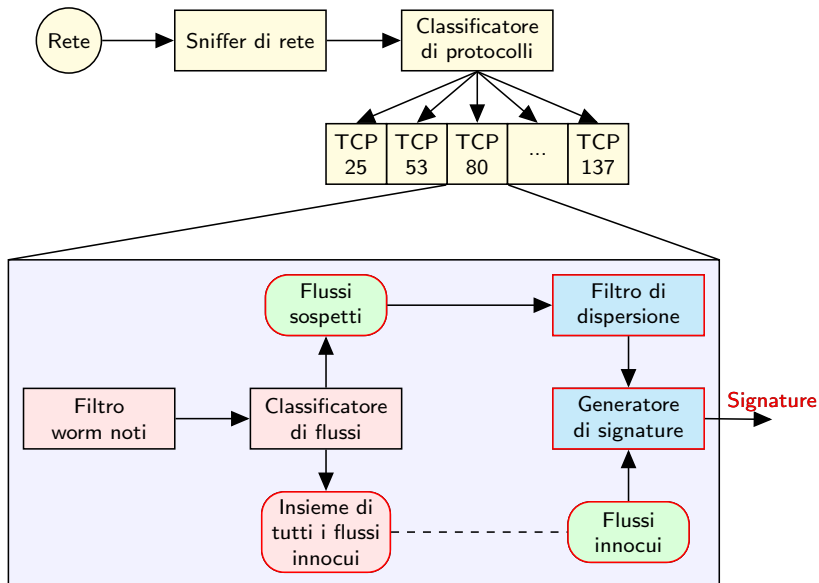 Rete
Sniffer di rete
Classificatore
di protocolli
TCP
25
TCP
53
TCP
80
...
TCP
137
Flussi
sospetti
Filtro di
dispersione
Filtro
worm noti
Classificatore
di flussi
Generatore
di signature
Signature
Insieme di
tutti i flussi
innocui
Flussi
innocui